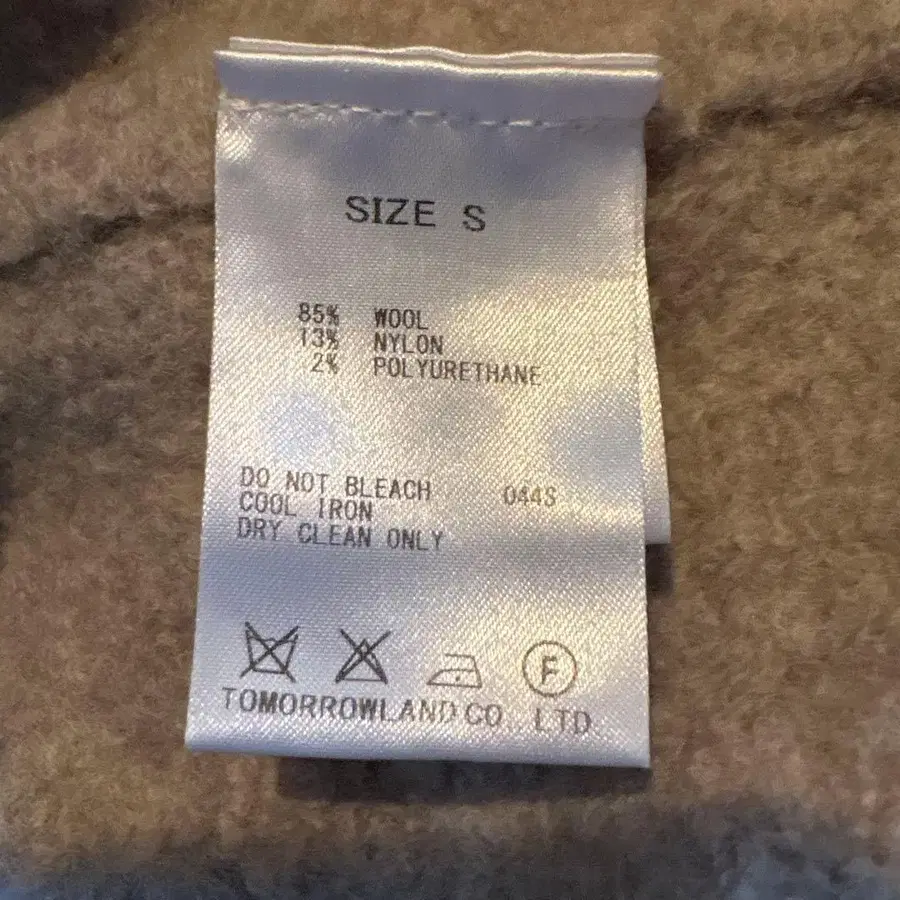 SIZE S
85% WOOL
13% NYLON
2% POLYURETHANE
DO NOT BLEACH 044S
COOL IRON
DRY CLEAN ONLY
F
TOMORROWLAND CO. LTD